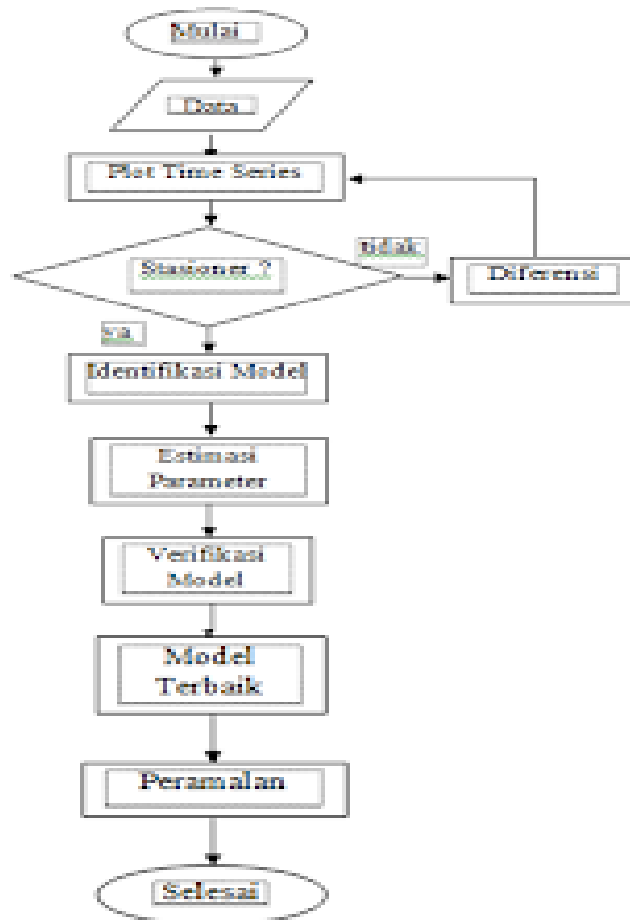 Mulai
Data
Plot Time Series
tidak
Stasioner ?
Diferensi
ya
Identifikasi Model
Estimasi
Parameter
Verifikasi
Model
Model
Terbaik
Peramalan
Selesai